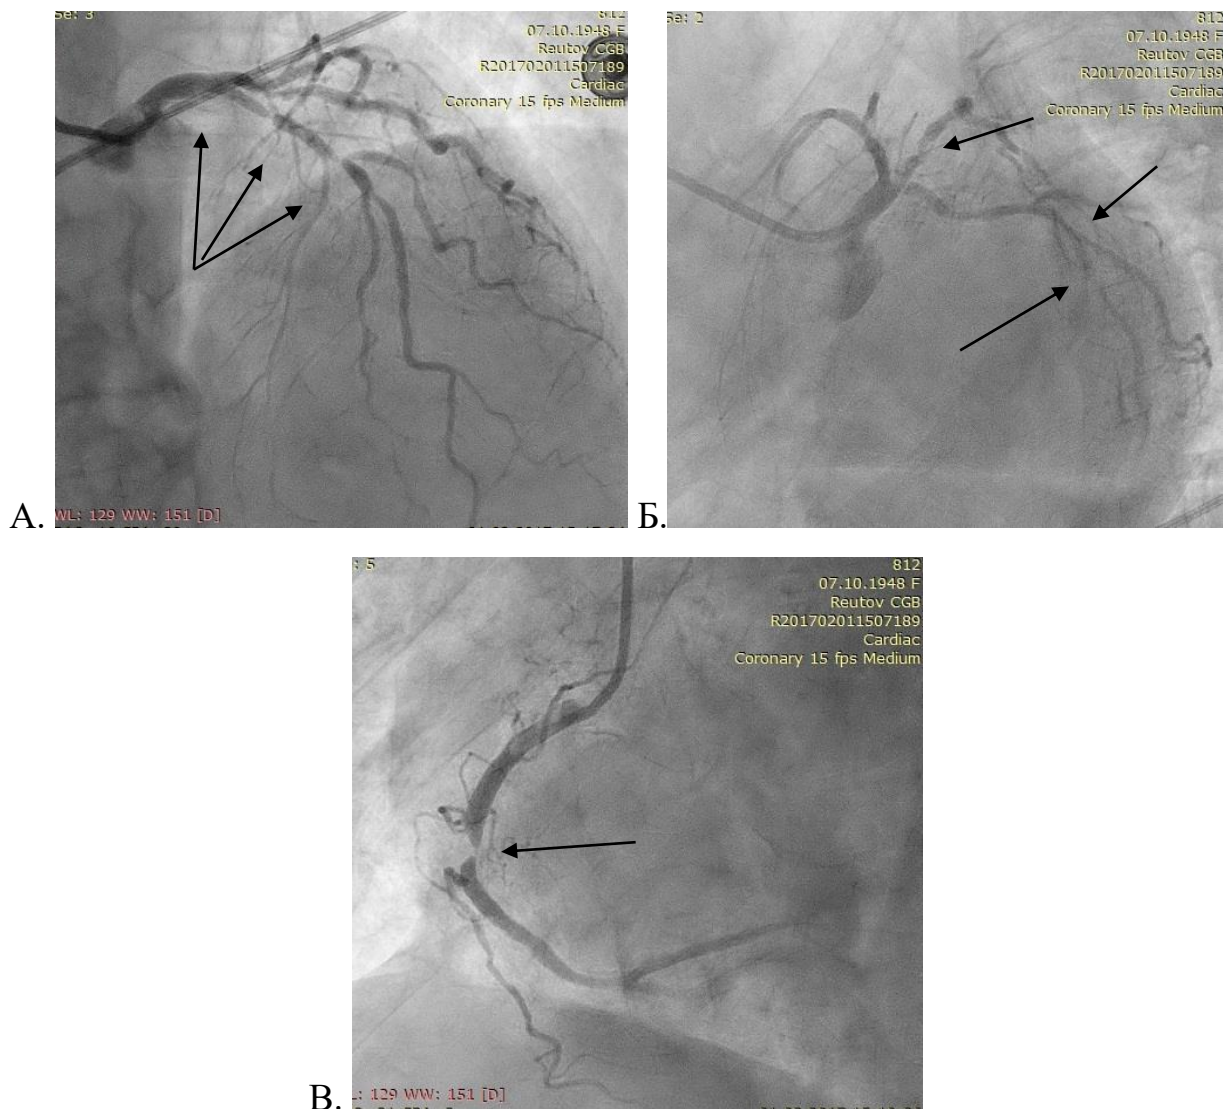 Se: 3
812
07.10.1948 F
Reutov CGB
R201702011507189
Cardiac
Coronary 15 fps Medium
WL: 129 WW: 151 [D]
А.
Se: 2
812
07.10.1948 F
Reutov CGB
R201702011507189
Cardiac
Coronary 15 fps Medium
Б.
: 5
812
07.10.1948 F
Reutov CGB
R201702011507189
Cardiac
Coronary 15 fps Medium
L: 129 WW: 151 [D]
В.